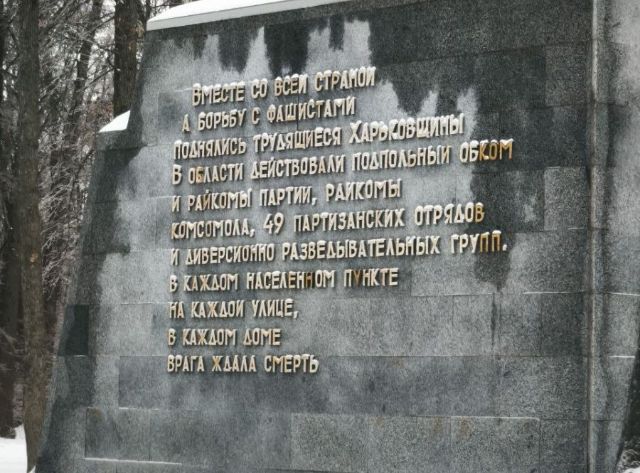 Вместе со всей страной
А борьбу с фашистами
поднялись трудящиеся Харьковщины
В области действовали подпольный обком
и райкомы партии, райкомы
комсомола, 49 партизанских отрядов
и диверсионно разведывательных групп.
в каждом населенном пункте
на каждой улице,
в каждом доме
врага ждала смерть